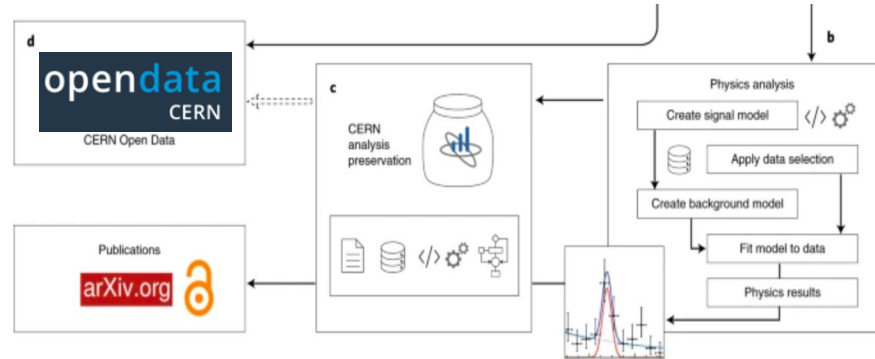 d
opendata
CERN
CERN Open Data
c
CERN
analysis
preservation
b
Physics analysis
Create signal model
</>
Apply data selection
Create background model
Fit model to data
Physics results
</>
Publications
arXiv.org